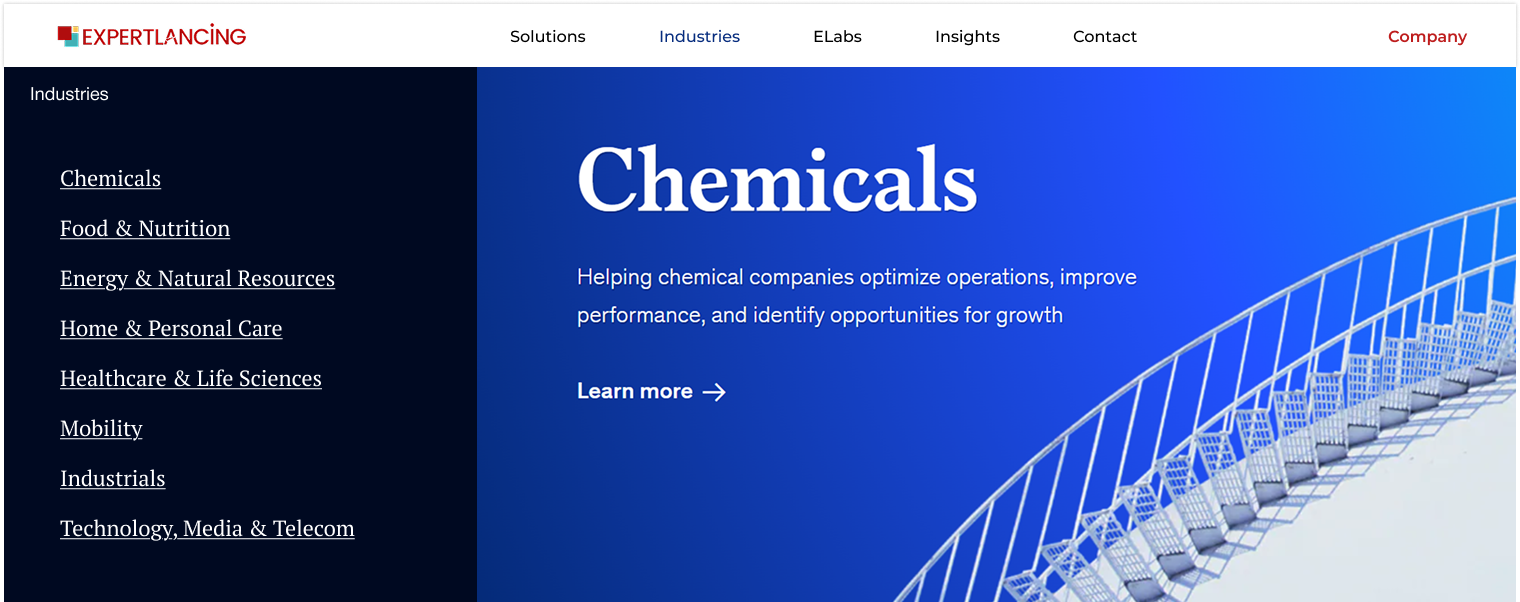 EXPERTLANCING
Solutions
Industries
ELabs
Insights
Contact
Company
Industries
Chemicals
Food & Nutrition
Energy & Natural Resources
Home & Personal Care
Healthcare & Life Sciences
Mobility
Industrials
Technology, Media & Telecom
Chemicals
Helping chemical companies optimize operations, improve
performance, and identify opportunities for growth
Learn more →